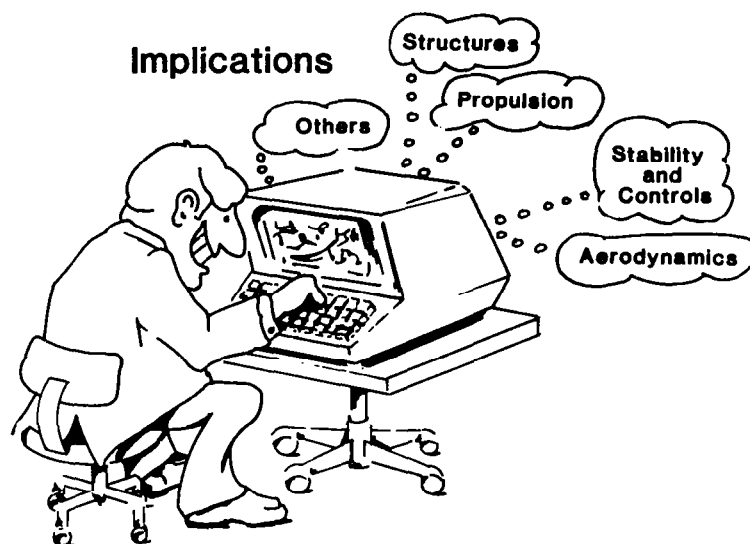 Implications
Structures
Propulsion
Others
Stability
and
Controls
Aerodynamics